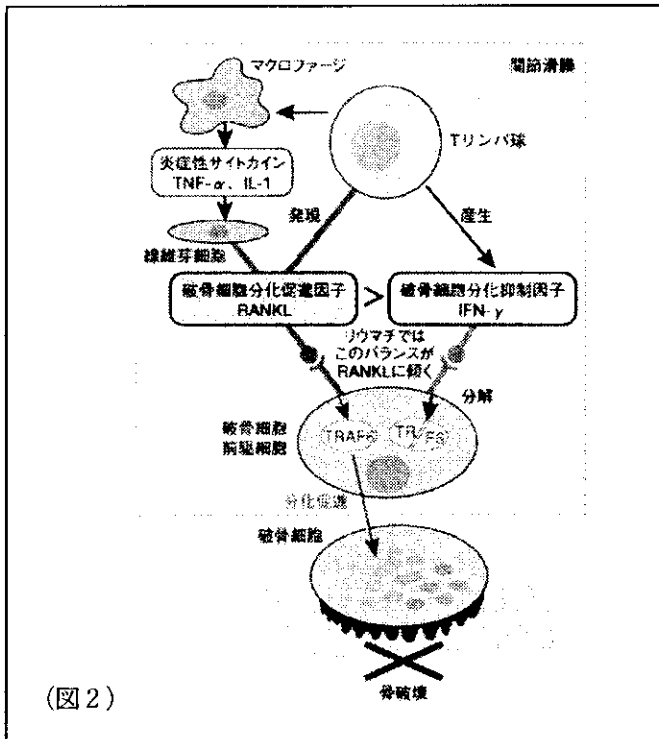 マクロファージ
関節滑膜
Tリンパ球
炎症性サイトカイン
TNF-α、IL-1
発現
産生
線維芽細胞
破骨細胞分化促進因子
RANKL
>
破骨細胞分化抑制因子
IFN-γ
リウマチでは
このバランスが
RANKLに傾く
分解
破骨細胞
前駆細胞
TRAF6
分化促進
破骨細胞
骨破壊
(図2)